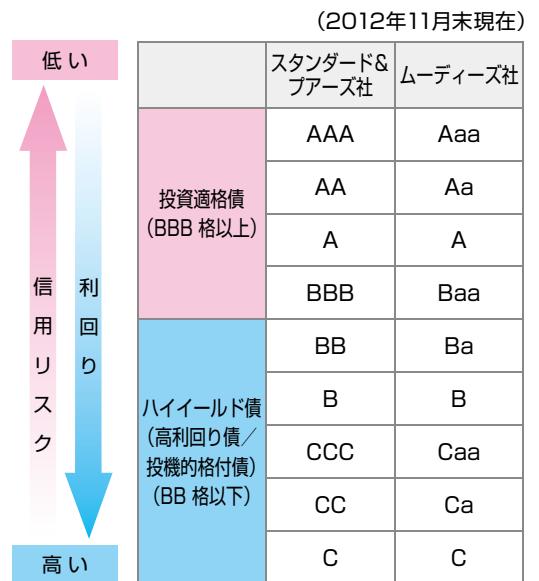 （2012年11月末現在）
低い
信用リスク
利回り
高い
スタンダード＆
プアーズ社
ムーディーズ社
投資適格債
（BBB 格以上）
AAA Aaa
AA Aa
A A
BBB Baa
ハイイールド債
（高利回り債／
投機的格付債）
（BB 格以下）
BB Ba
B B
CCC Caa
CC Ca
C C